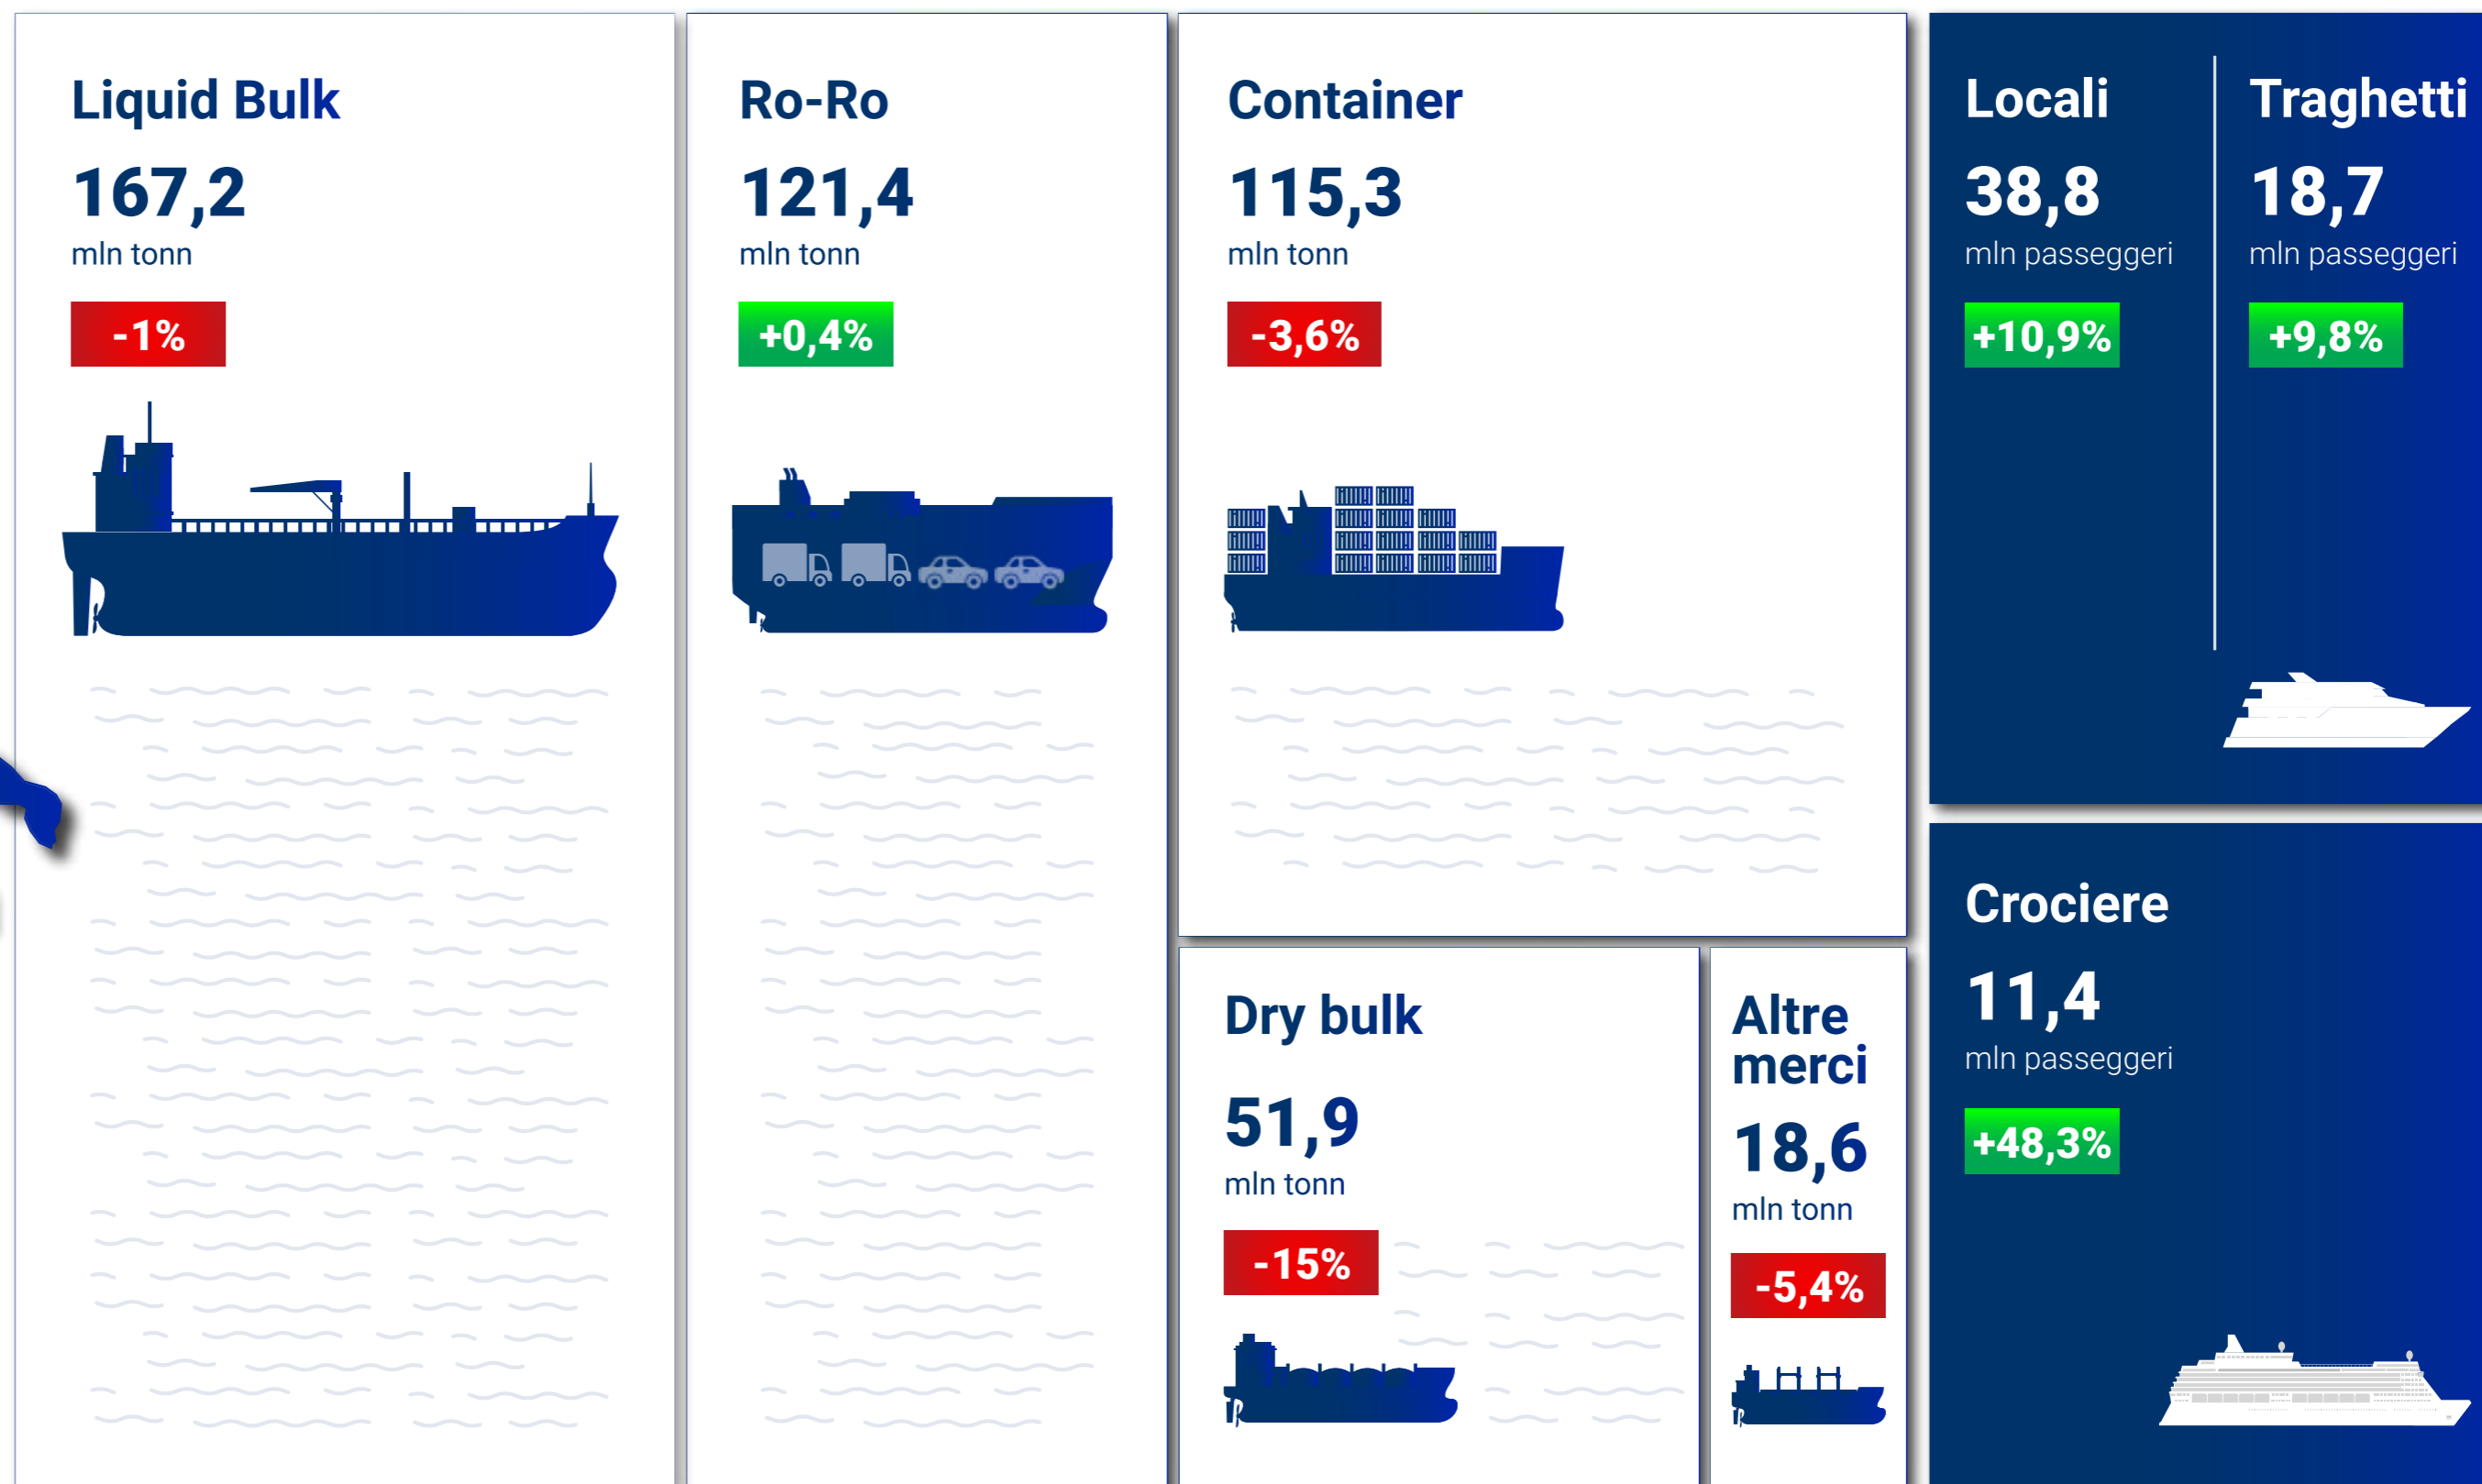 Liquid Bulk
167,2
mln tonn
-1%
Ro-Ro
121,4
mln tonn
+0,4%
Container
115,3
mln tonn
-3,6%
Locali
38,8
mln passeggeri
+10,9%
Traghetti
18,7
mln passeggeri
+9,8%
Dry bulk
51,9
mln tonn
-15%
Altre
merci
18,6
mln tonn
-5,4%
Crociere
11,4
mln passeggeri
+48,3%